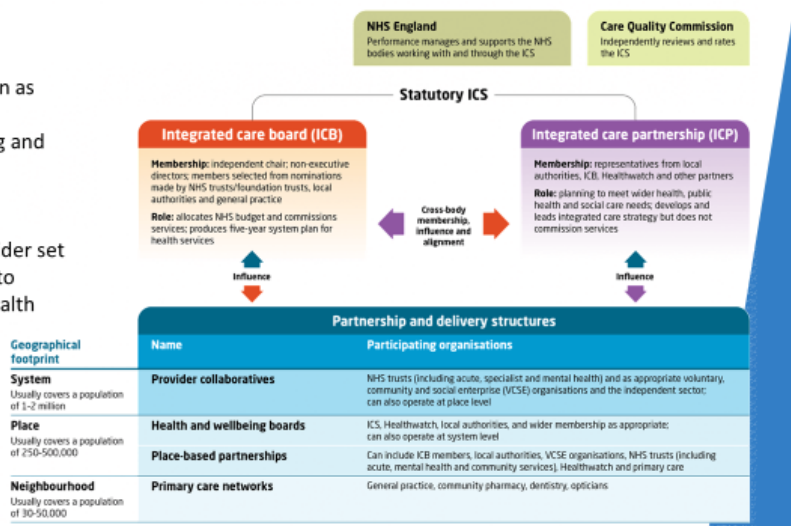 NHS England
Performance manages and supports the NHS
bodies working with and through the ICS
Care Quality Commission
Independently reviews and rates
the ICS
n as
g and
der set
to
alth
Statutory ICS
Integrated care board (ICB)
Membership: independent chair; non-executive
directors; members selected from nominations
made by NHS trusts/foundation trusts, local
authorities and general practice
Role: allocates NHS budget and commissions
services; produces five-year system plan for
health services
Cross-body
membership,
influence and
alignment
Integrated care partnership (ICP)
Membership: representatives from local
authorities, ICB, Healthwatch and other partners
Role: planning to meet wider health, public
health and social care needs; develops and
leads integrated care strategy but does not
commission services
Influence
Influence
Partnership and delivery structures
Geographical
footprint
Name
Participating organisations
System
Usually covers a population
of 1–2 million
Provider collaboratives
NHS trusts (including acute, specialist and mental health) and as appropriate voluntary,
community and social enterprise (VCSE) organisations and the independent sector;
can also operate at place level
Place
Usually covers a population
of 250-500,000
Health and wellbeing boards
ICS, Healthwatch, local authorities, and wider membership as appropriate;
can also operate at system level
Place-based partnerships
Can include ICB members, local authorities, VCSE organisations, NHS trusts (including
acute, mental health and community services), Healthwatch and primary care
Neighbourhood
Usually covers a population
of 30-50,000
Primary care networks
General practice, community pharmacy, dentistry, opticians